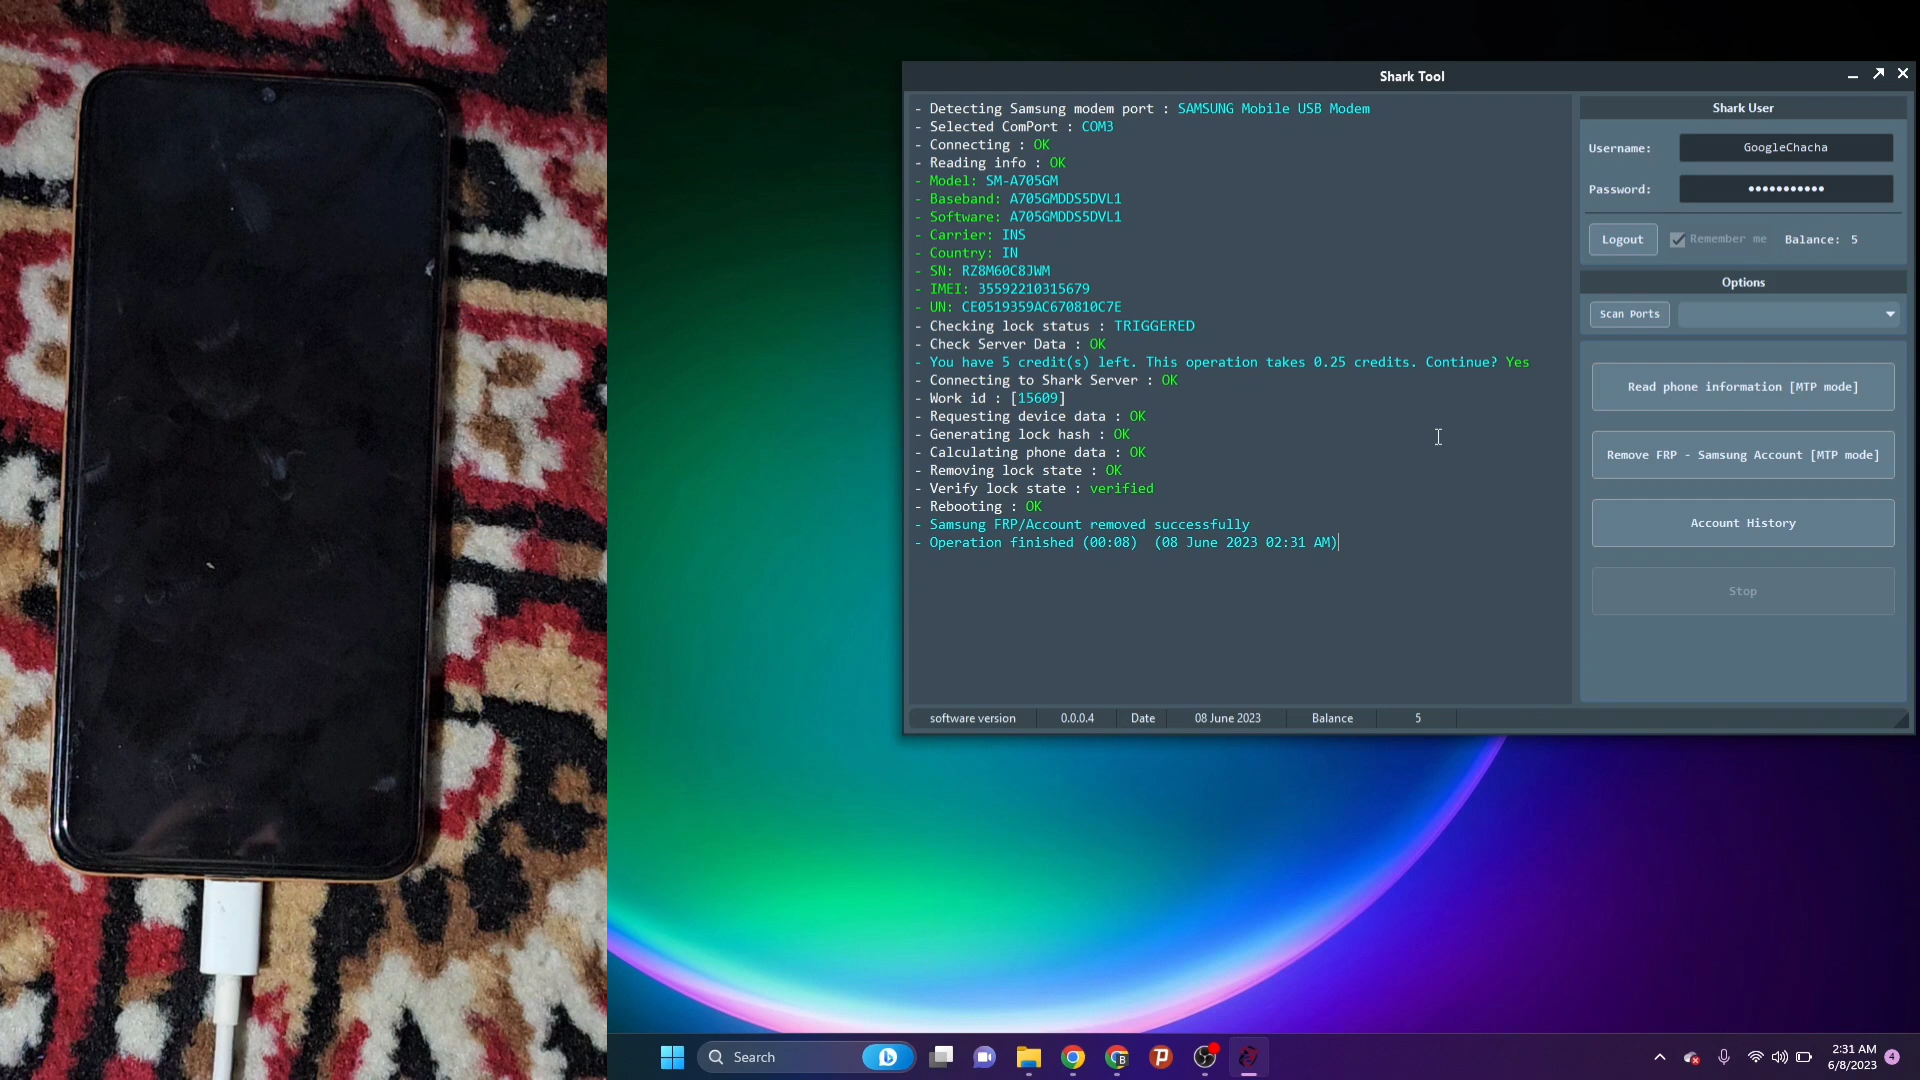 Shark Tool
- Detecting Samsung modem port : SAMSUNG Mobile USB Modem
- Selected ComPort : COM3
- Connecting : OK
- Reading info : OK
- Model: SM-A705GM
- Baseband: A705GMDDS5DVL1
- Software: A705GMDDS5DVL1
- Carrier: INS
- Country: IN
- SN: RZ8M60C8JWM
- IMEI: 35592210315679
- UN: CE0519359AC670810C7E
- Checking lock status : TRIGGERED
- Check Server Data : OK
- You have 5 credit(s) left. This operation takes 0.25 credits. Continue? Yes
- Connecting to Shark Server : OK
- Work id : [15609]
- Requesting device data : OK
- Generating lock hash : OK
- Calculating phone data : OK
- Removing lock state : OK
- Verify lock state : verified
- Rebooting : OK
- Samsung FRP/Account removed successfully
- Operation finished (00:08)  (08 June 2023 02:31 AM)
Shark User
Username: GoogleChacha
Password: •••••••••••
Logout Remember me Balance: 5
Options
Scan Ports
Read phone information [MTP mode]
Remove FRP - Samsung Account [MTP mode]
Account History
Stop
software version 0.0.0.4 Date 08 June 2023 Balance 5
Search
2:31 AM
6/8/2023
4